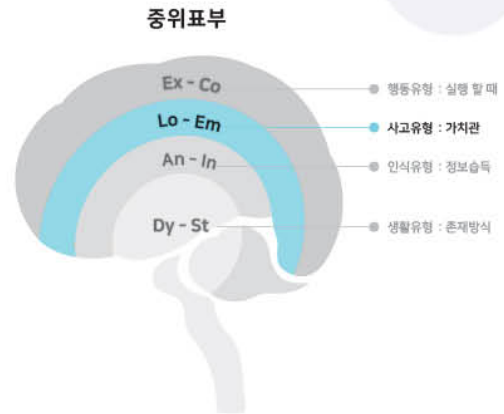 중위표부
Ex - Co
행동유형 : 실행 할 때
Lo - Em
사고유형 : 가치관
An - In
인식유형 : 정보습득
Dy - St
생활유형 : 존재방식